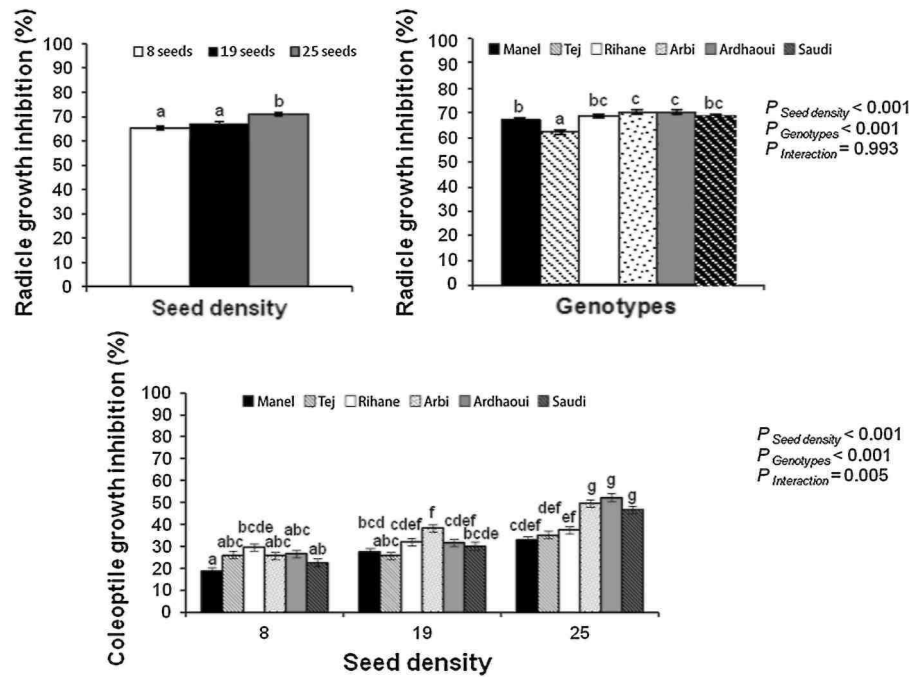 Radicle growth inhibition (%)
100
90
80
70
60
50
40
30
20
10
0
8 seeds 19 seeds 25 seeds
a a b
Seed density
Radicle growth inhibition (%)
100
90
80
70
60
50
40
30
20
10
0
Manel Tej Rihane Arbi Ardhaoui Saudi
b a bc c c bc
Genotypes
P Seed density < 0.001
P Genotypes < 0.001
P Interaction = 0.993
Coleoptile growth inhibition (%)
100
90
80
70
60
50
40
30
20
10
0
Manel Tej Rihane Arbi Ardhaoui Saudi
a abc bcde abc abc ab
bcd abc cdef f cdef bcde
cdef def ef g g g
8 19 25
Seed density
P Seed density < 0.001
P Genotypes < 0.001
P Interaction = 0.005